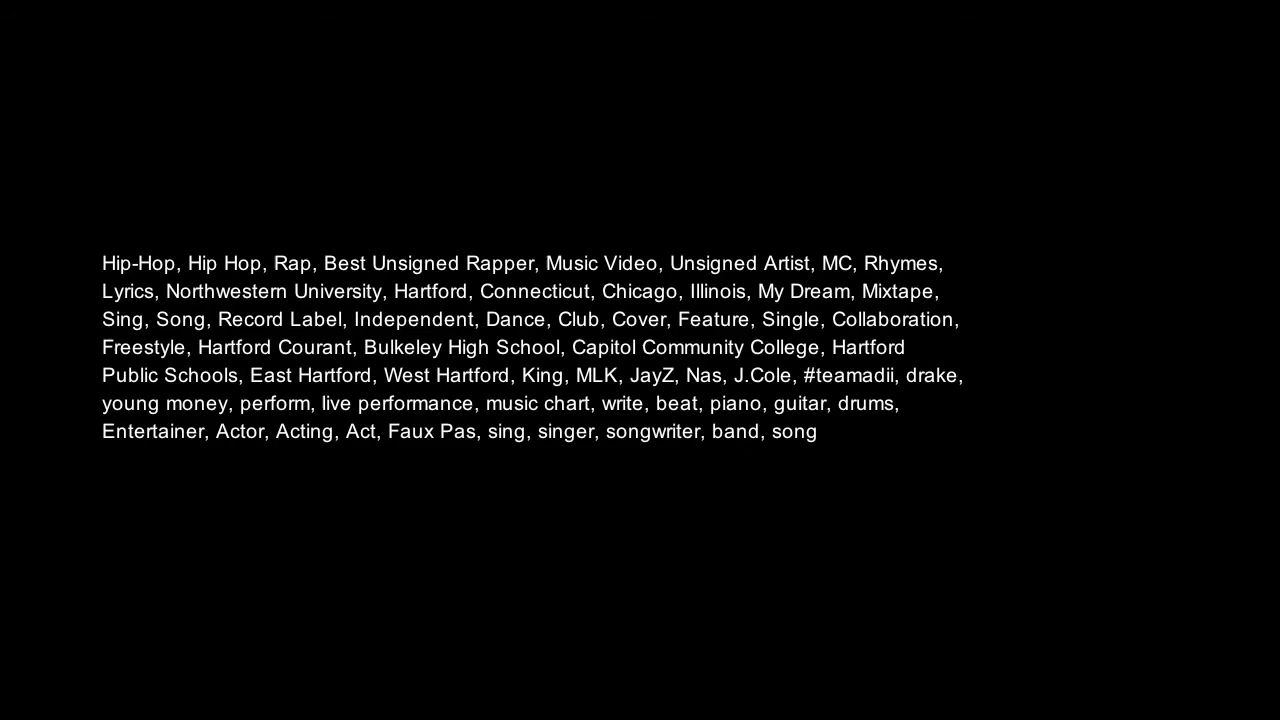 Hip-Hop, Hip Hop, Rap, Best Unsigned Rapper, Music Video, Unsigned Artist, MC, Rhymes,
Lyrics, Northwestern University, Hartford, Connecticut, Chicago, Illinois, My Dream, Mixtape,
Sing, Song, Record Label, Independent, Dance, Club, Cover, Feature, Single, Collaboration,
Freestyle, Hartford Courant, Bulkeley High School, Capitol Community College, Hartford
Public Schools, East Hartford, West Hartford, King, MLK, JayZ, Nas, J.Cole, #teamadii, drake,
young money, perform, live performance, music chart, write, beat, piano, guitar, drums,
Entertainer, Actor, Acting, Act, Faux Pas, sing, singer, songwriter, band, song